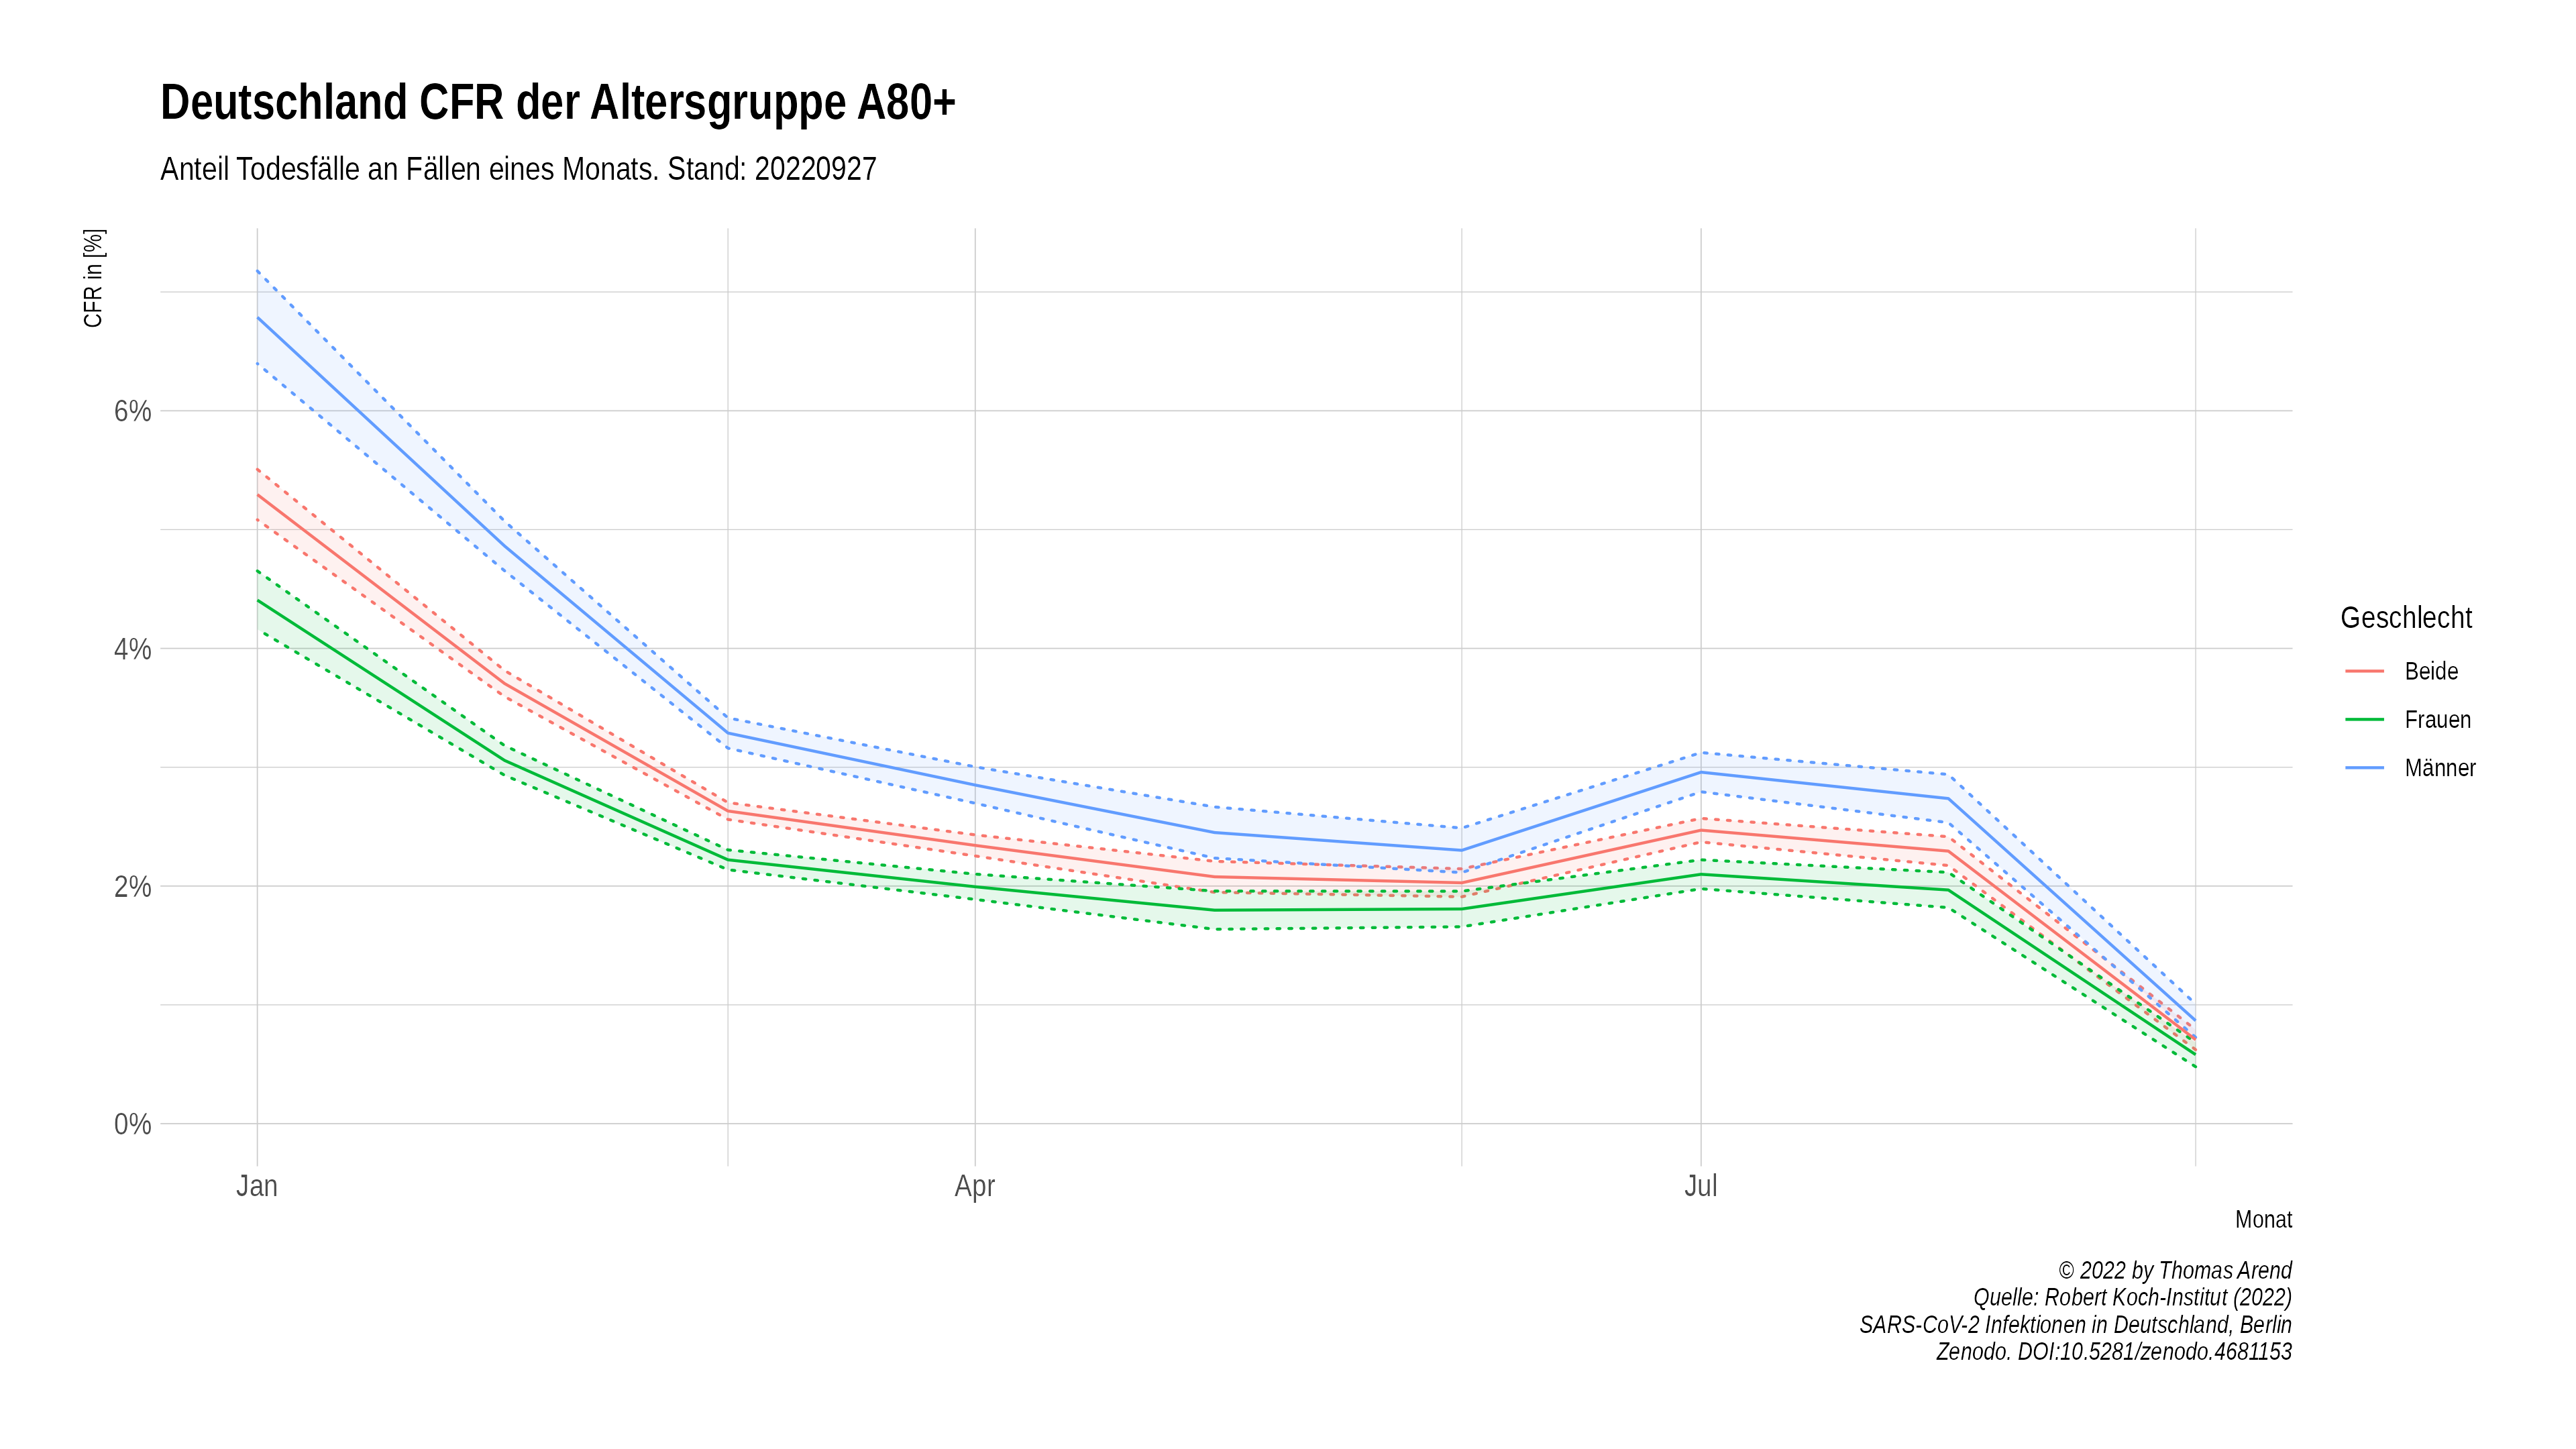 Deutschland CFR der Altersgruppe A80+
Anteil Todesfälle an Fällen eines Monats. Stand: 20220927
CFR in [%]
6%
4%
2%
0%
Jan
Apr
Jul
Monat
Geschlecht
Beide
Frauen
Männer
© 2022 by Thomas Arend
Quelle: Robert Koch-Institut (2022)
SARS-CoV-2 Infektionen in Deutschland, Berlin
Zenodo. DOI:10.5281/zenodo.4681153